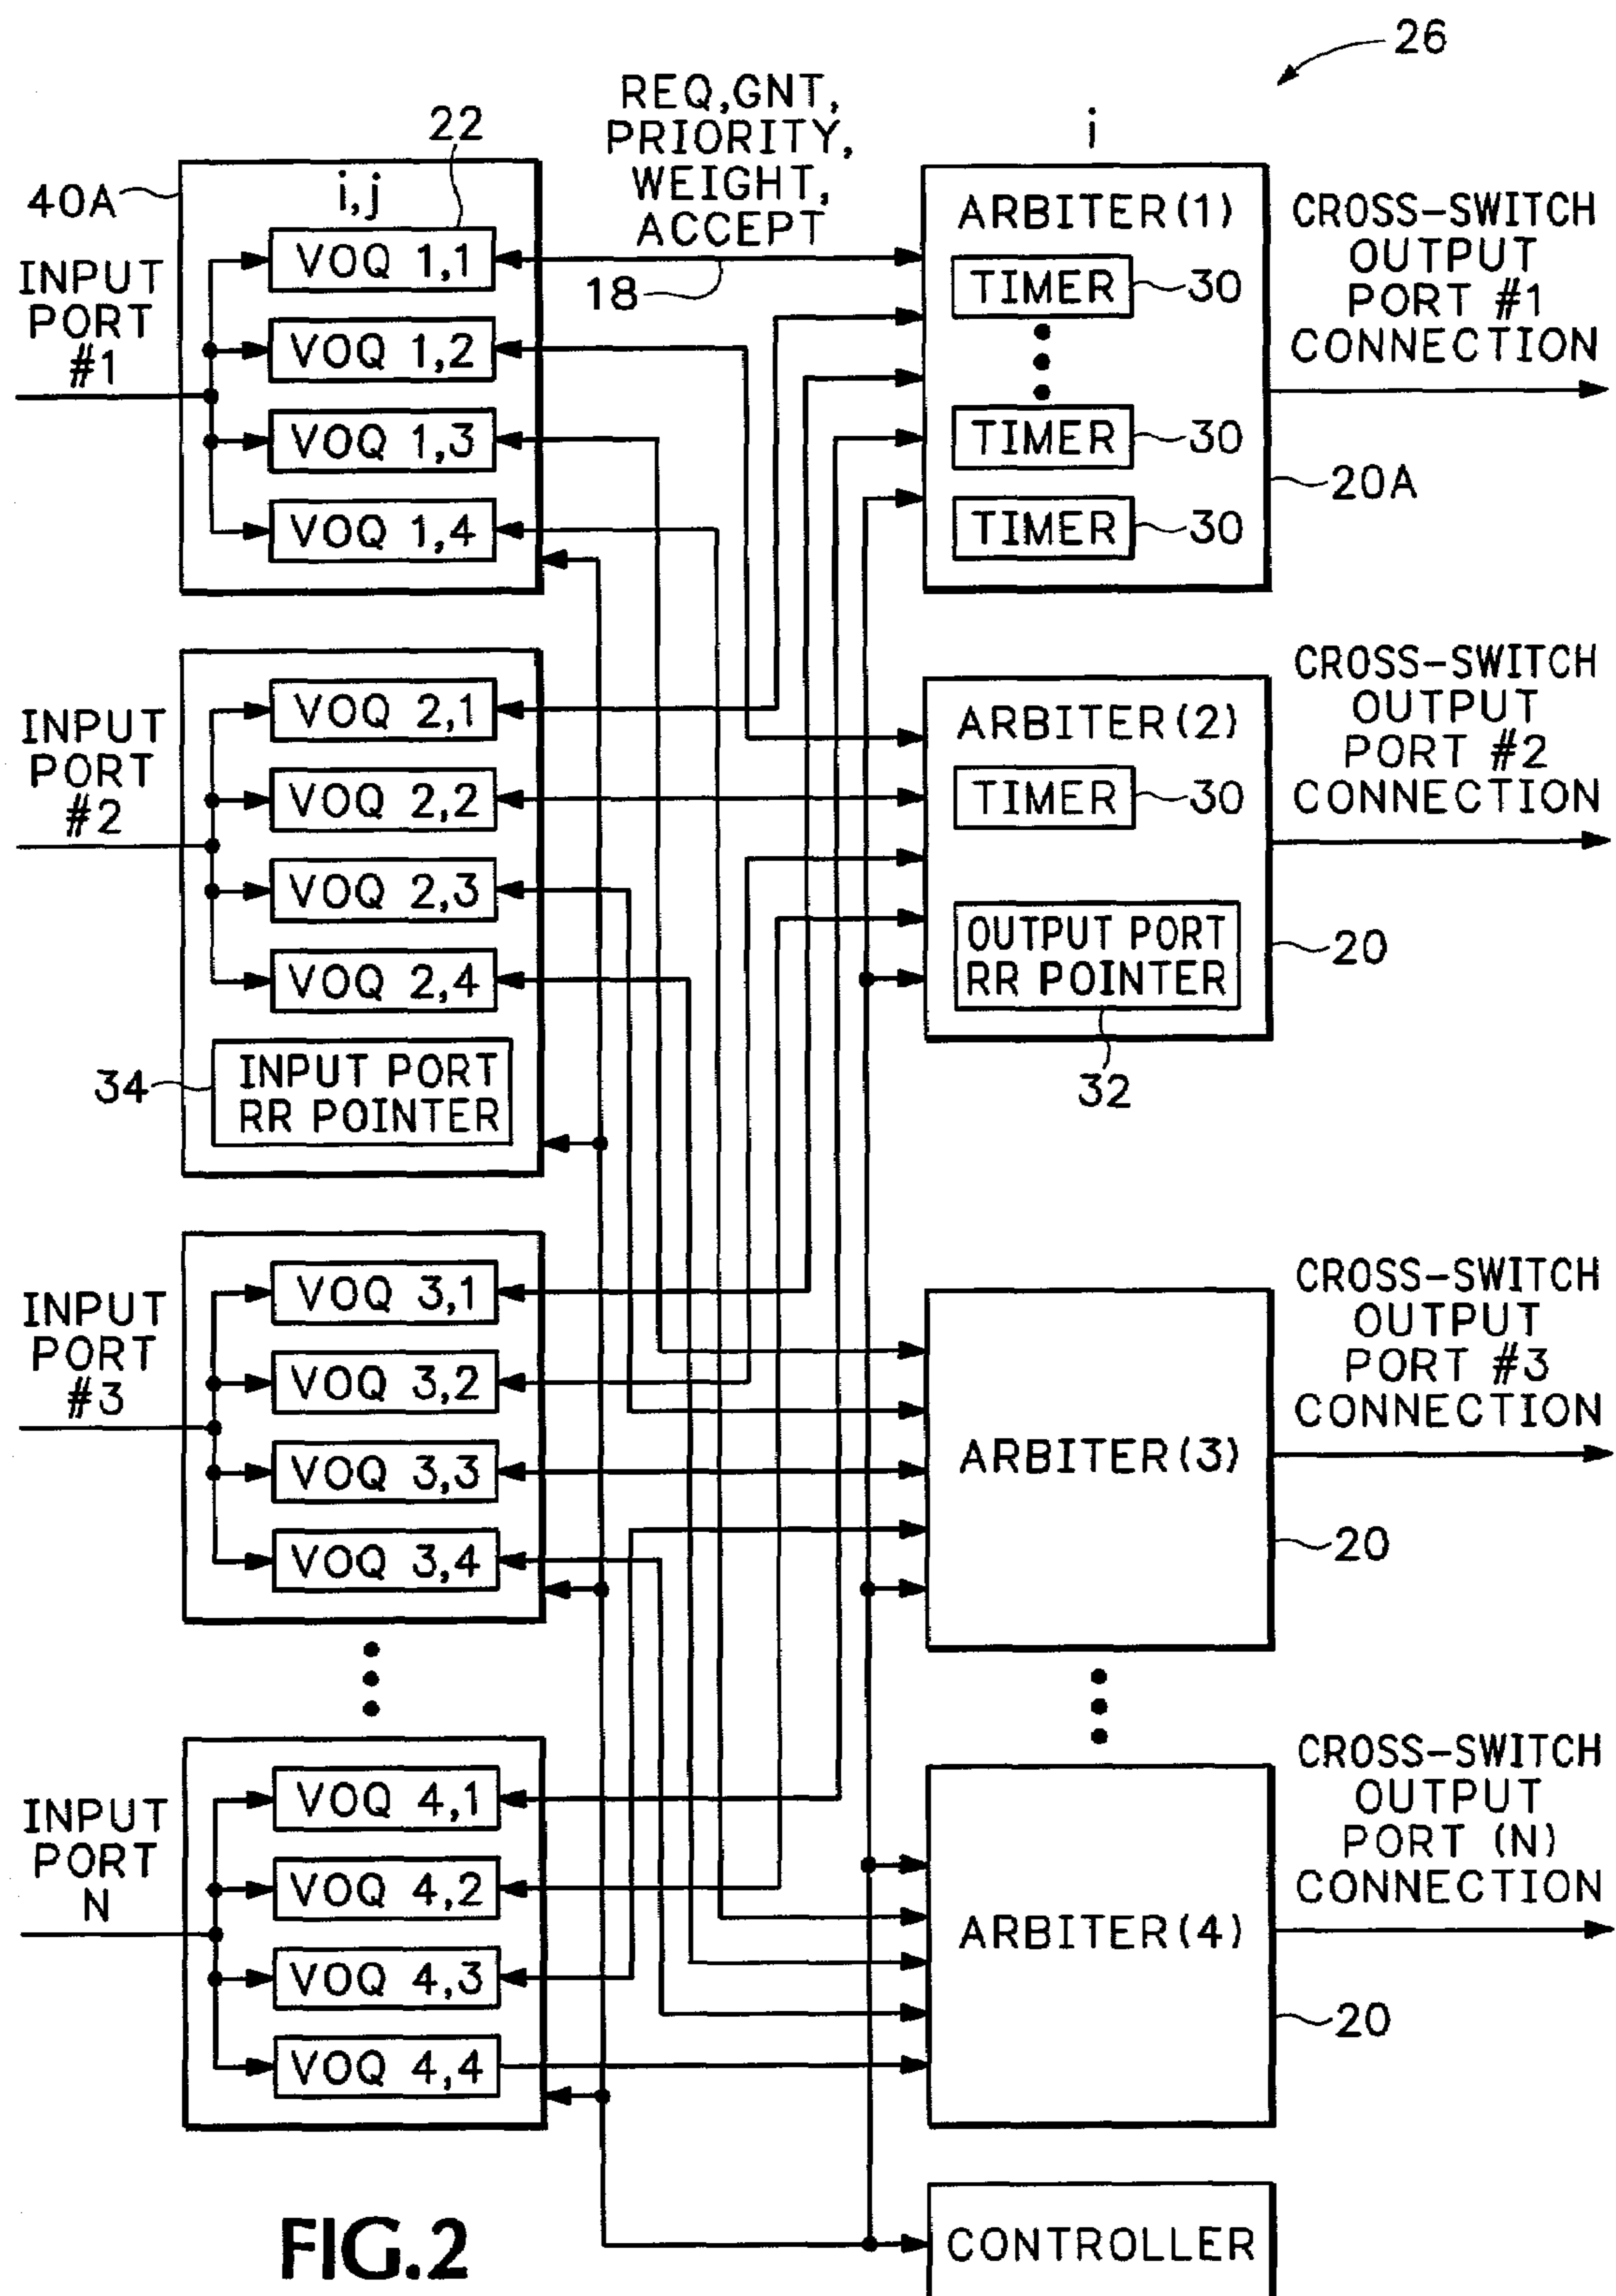 26
REQ,GNT,
PRIORITY,
WEIGHT,
ACCEPT
18
22
40A
i,j
INPUT
PORT
#1
VOQ 1,1
VOQ 1,2
VOQ 1,3
VOQ 1,4
i
ARBITER(1)
TIMER
30
TIMER
30
TIMER
30
20A
CROSS-SWITCH
OUTPUT
PORT #1
CONNECTION
INPUT
PORT
#2
VOQ 2,1
VOQ 2,2
VOQ 2,3
VOQ 2,4
34
INPUT PORT
RR POINTER
ARBITER(2)
TIMER
30
OUTPUT PORT
RR POINTER
32
20
CROSS-SWITCH
OUTPUT
PORT #2
CONNECTION
INPUT
PORT
#3
VOQ 3,1
VOQ 3,2
VOQ 3,3
VOQ 3,4
ARBITER(3)
20
CROSS-SWITCH
OUTPUT
PORT #3
CONNECTION
INPUT
PORT
N
VOQ 4,1
VOQ 4,2
VOQ 4,3
VOQ 4,4
ARBITER(4)
20
CROSS-SWITCH
OUTPUT
PORT (N)
CONNECTION
CONTROLLER
FIG.2